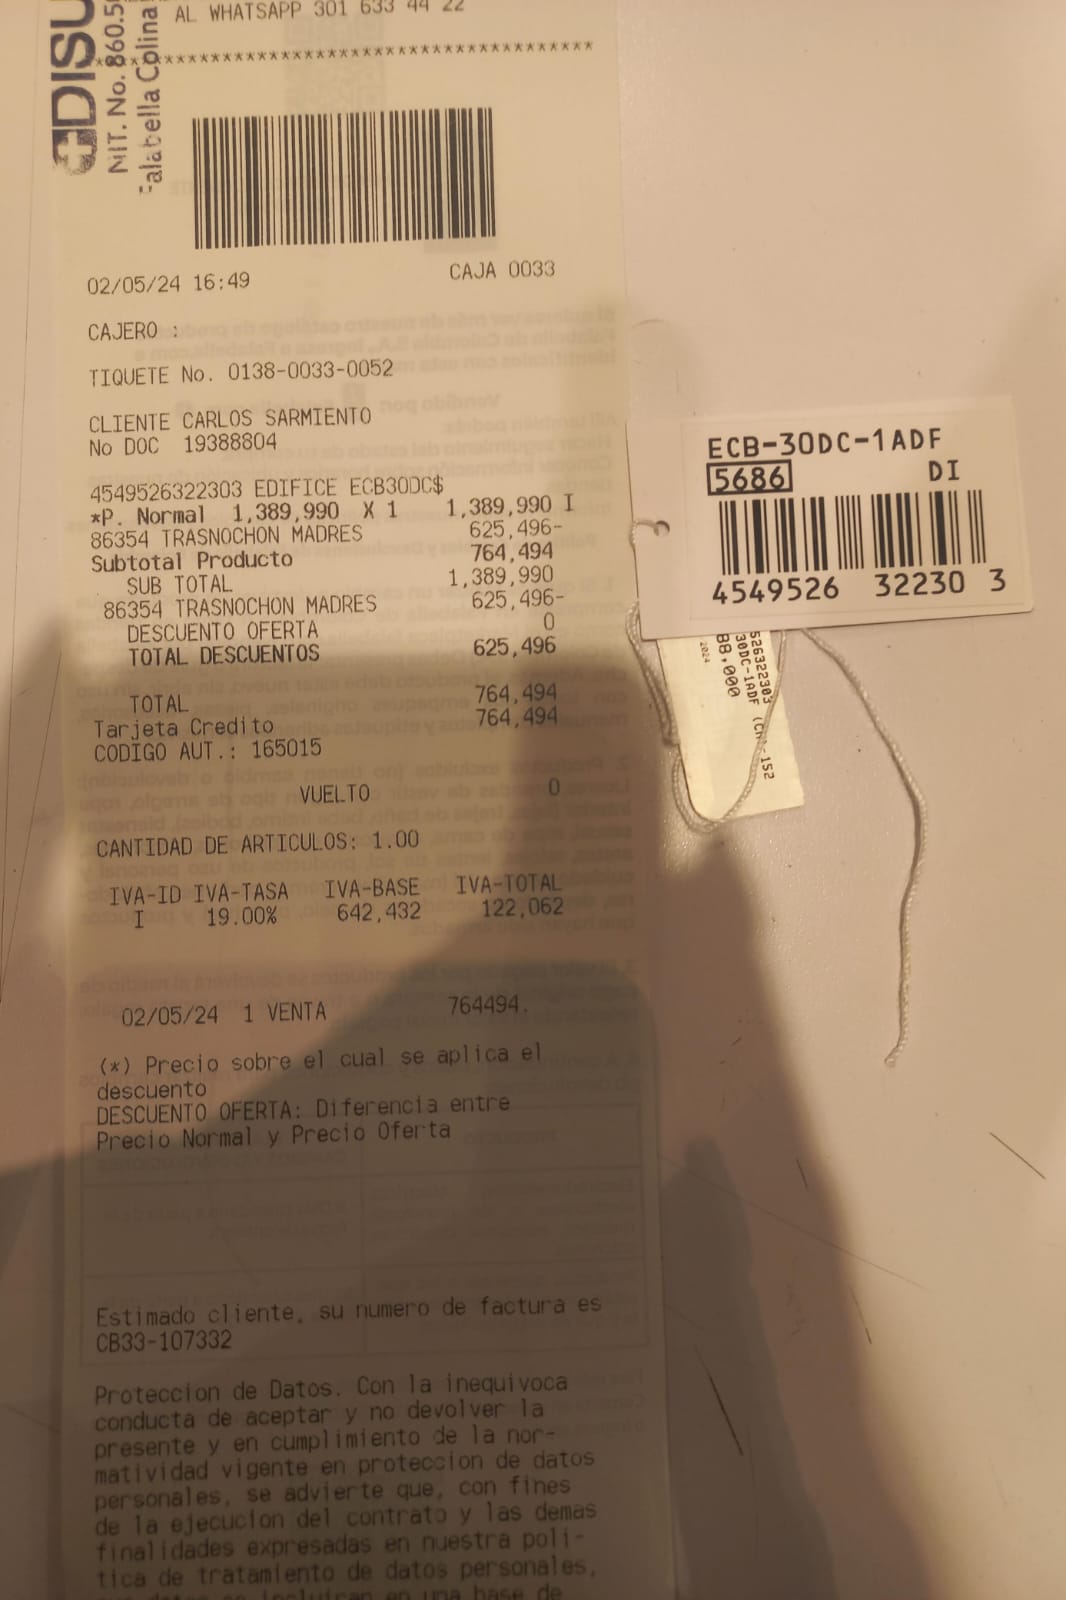 AL WHATSAPP 301 633 44 22
*****************************************
DISU
NIT. No. 860.5
Falabella Colina
02/05/24 16:49 CAJA 0033
CAJERO :
TIQUETE No. 0138-0033-0052
CLIENTE CARLOS SARMIENTO
No DOC 19388804
4549526322303 EDIFICE ECB30DC$
*P. Normal 1,389,990 X 1 1,389,990 I
86354 TRASNOCHON MADRES 625,496-
Subtotal Producto 764,494
SUB TOTAL 1,389,990
86354 TRASNOCHON MADRES 625,496-
DESCUENTO OFERTA 0
TOTAL DESCUENTOS 625,496
TOTAL 764,494
Tarjeta Credito 764,494
CODIGO AUT.: 165015
VUELTO 0
CANTIDAD DE ARTICULOS: 1.00
IVA-ID IVA-TASA IVA-BASE IVA-TOTAL
I 19.00% 642,432 122,062
02/05/24 1 VENTA 764494.
(*) Precio sobre el cual se aplica el
descuento
DESCUENTO OFERTA: Diferencia entre
Precio Normal y Precio Oferta
Estimado cliente, su numero de factura es
CB33-107332
Proteccion de Datos. Con la inequivoca
conducta de aceptar y no devolver la
presente y en cumplimiento de la nor-
matividad vigente en proteccion de datos
personales, se advierte que, con fines
de la ejecucion del contrato y las demas
finalidades expresadas en nuestra poli-
tica de tratamiento de datos personales,
ECB-30DC-1ADF
5686 DI
4549526 32230 3
526322303
30DC-1ADF (CN -152
88,000
2024